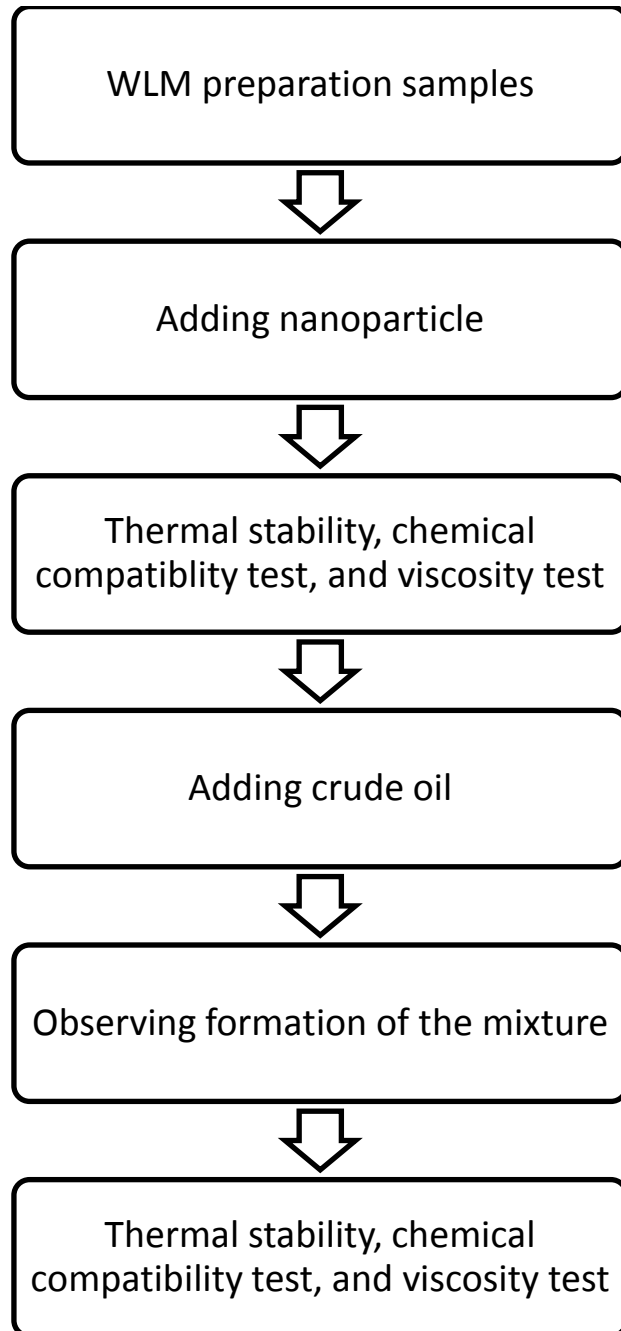 WLM preparation samples
Adding nanoparticle
Thermal stability, chemical
compatiblity test, and viscosity test
Adding crude oil
Observing formation of the mixture
Thermal stability, chemical
compatibility test, and viscosity test